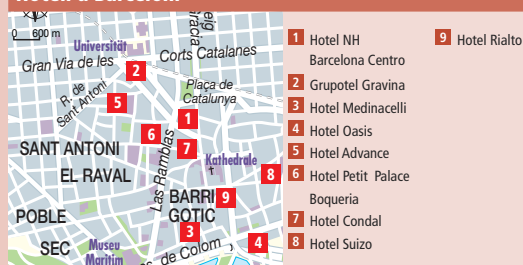 0 600 m
Universität
Corts Catalanes
Gran Via de les
2
Plaça de
Catalunya
R. de
Sant Antoni
5
1
6
7
SANT ANTONI
EL RAVAL
Las Ramblas
Kathedrale
8
BARRI
GOTIC
9
POBLE
SEC
3
4
Museu
Marítim
de Colom
1 Hotel NH
Barcelona Centro
2 Grupotel Gravina
3 Hotel Medinacelli
4 Hotel Oasis
5 Hotel Advance
6 Hotel Petit Palace
Boqueria
7 Hotel Condal
8 Hotel Suizo
9 Hotel Rialto